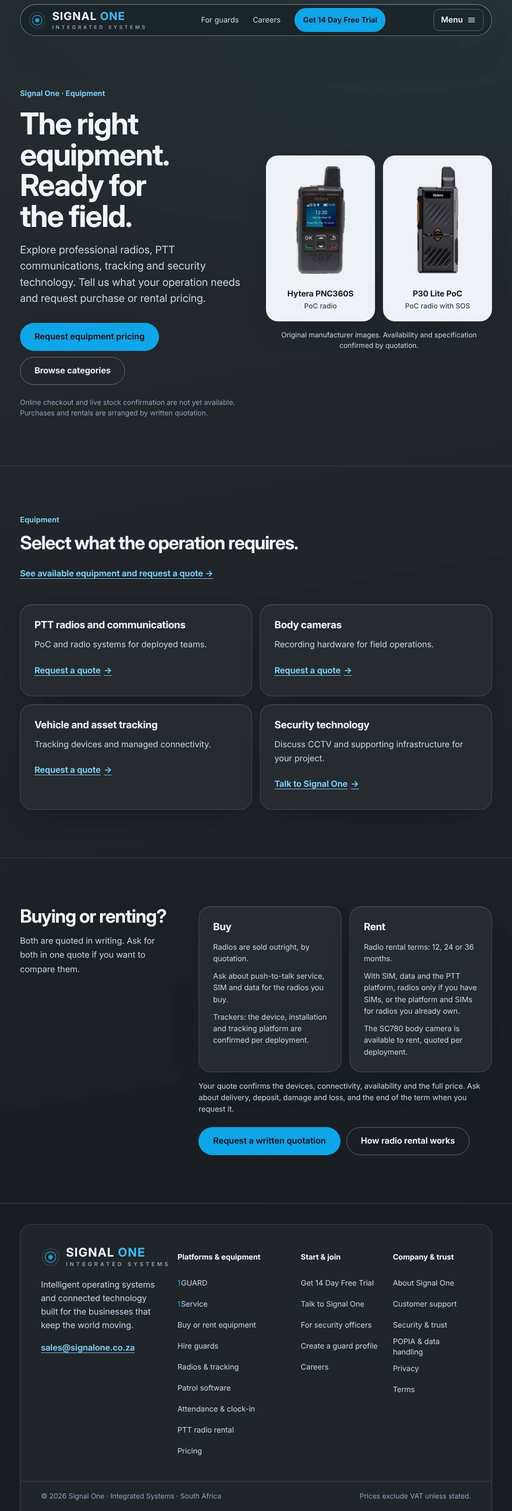 SIGNAL ONE
INTEGRATED SYSTEMS
For guards
Careers
Get 14 Day Free Trial
Menu
Signal One · Equipment
The right
equipment.
Ready for
the field.
Explore professional radios, PTT
communications, tracking and security
technology. Tell us what your operation needs
and request purchase or rental pricing.
Request equipment pricing
Browse categories
Online checkout and live stock confirmation are not yet available.
Purchases and rentals are arranged by written quotation.
Hytera PNC360S
PoC radio
P30 Lite PoC
PoC radio with SOS
Original manufacturer images. Availability and specification
confirmed by quotation.
Equipment
Select what the operation requires.
See available equipment and request a quote →
PTT radios and communications
PoC and radio systems for deployed teams.
Request a quote →
Body cameras
Recording hardware for field operations.
Request a quote →
Vehicle and asset tracking
Tracking devices and managed connectivity.
Request a quote →
Security technology
Discuss CCTV and supporting infrastructure for
your project.
Talk to Signal One →
Buying or renting?
Both are quoted in writing. Ask for
both in one quote if you want to
compare them.
Buy
Radios are sold outright, by
quotation.
Ask about push-to-talk service,
SIM and data for the radios you
buy.
Trackers: the device, installation
and tracking platform are
confirmed per deployment.
Rent
Radio rental terms: 12, 24 or 36
months.
With SIM, data and the PTT
platform, radios only if you have
SIMs, or the platform and SIMs
for radios you already own.
The SC780 body camera is
available to rent, quoted per
deployment.
Your quote confirms the devices, connectivity, availability and the full price. Ask
about delivery, deposit, damage and loss, and the end of the term when you
request it.
Request a written quotation
How radio rental works
SIGNAL ONE
INTEGRATED SYSTEMS
Intelligent operating systems
and connected technology
built for the businesses that
keep the world moving.
sales@signalone.co.za
Platforms & equipment
1GUARD
1Service
Buy or rent equipment
Hire guards
Radios & tracking
Patrol software
Attendance & clock-in
PTT radio rental
Pricing
Start & join
Get 14 Day Free Trial
Talk to Signal One
For security officers
Create a guard profile
Careers
Company & trust
About Signal One
Customer support
Security & trust
POPIA & data
handling
Privacy
Terms
© 2026 Signal One · Integrated Systems · South Africa
Prices exclude VAT unless stated.